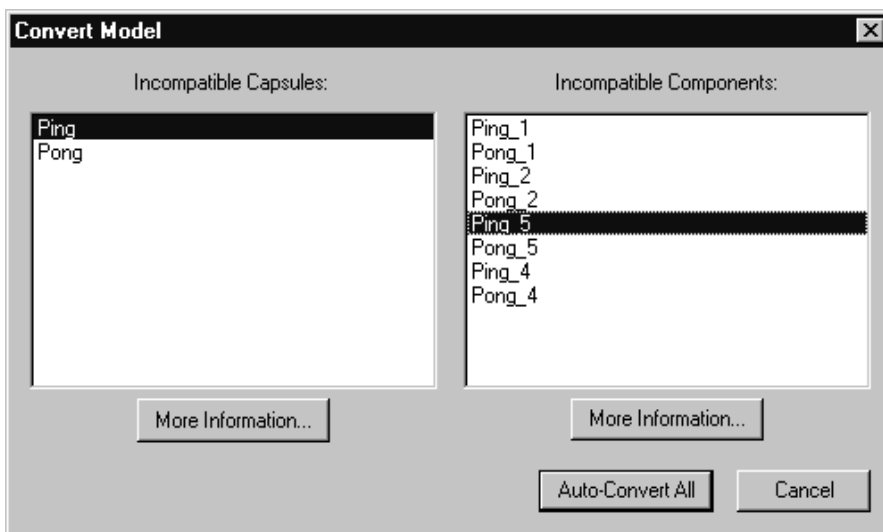 Convert Model
Incompatible Capsules:
Ping
Pong
More Information...
Incompatible Components:
Ping_1
Pong_1
Ping_2
Pong_2
Ping_5
Pong_5
Ping_4
Pong_4
More Information...
Auto-Convert All
Cancel